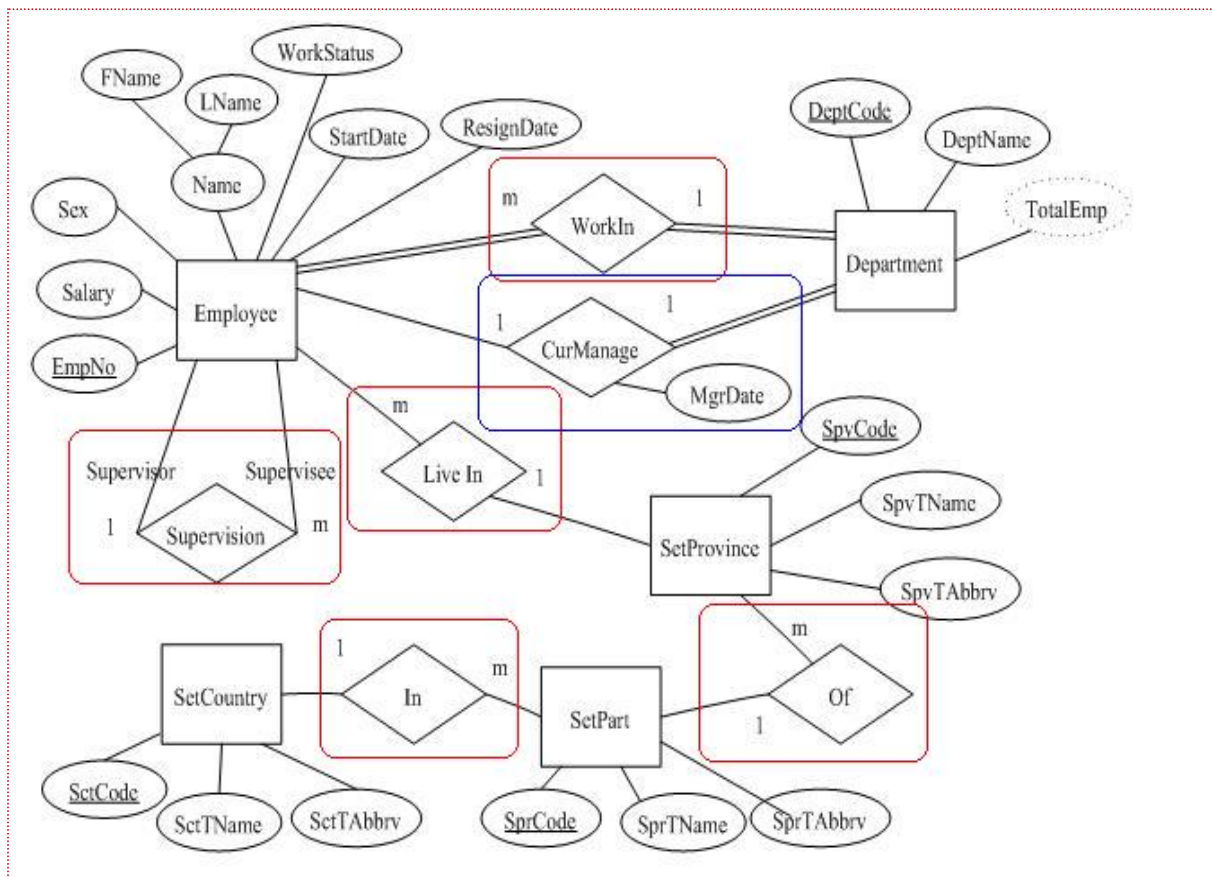 WorkStatus
FName
LName
StartDate
ResignDate
Name
Sex
Salary
EmpNo
Employee
m
WorkIn
1
DeptCode
DeptName
TotalEmp
Department
1
CurManage
1
MgrDate
m
Live In
1
Supervisor
Supervisee
1
Supervision
m
SpvCode
SpvTName
SpvTAbbrv
SetProvince
m
Of
1
SetCountry
1
In
m
SetPart
SctCode
SctTName
SctTAbbrv
SprCode
SprTName
SprTAbbrv